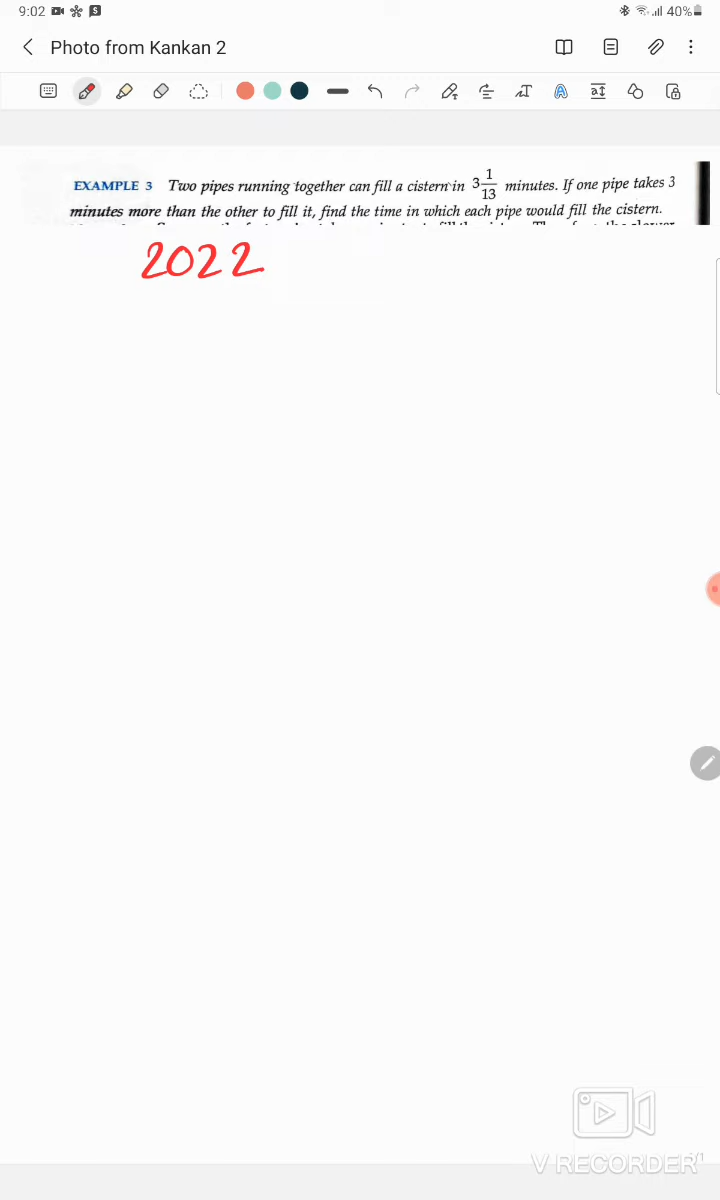 9:02 40%
Photo from Kankan 2
EXAMPLE 3 Two pipes running together can fill a cistern in 3 1/13 minutes. If one pipe takes 3
minutes more than the other to fill it, find the time in which each pipe would fill the cistern.
2022
V RECORDER
1/1